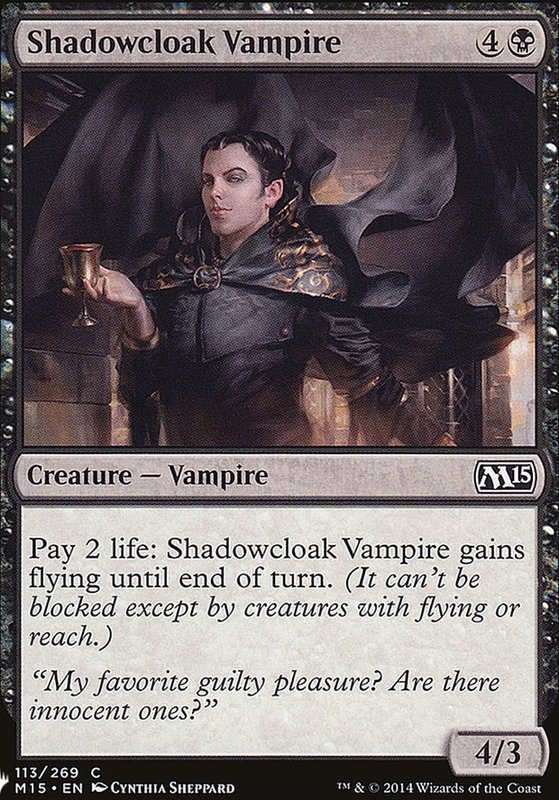 Shadowcloak Vampire 4
Creature — Vampire M15
Pay 2 life: Shadowcloak Vampire gains
flying until end of turn. (It can't be
blocked except by creatures with flying or
reach.)
“My favorite guilty pleasure? Are there
innocent ones?”
4/3
113/269 C
M15 • EN Cynthia Sheppard
™ & © 2014 Wizards of the Coast